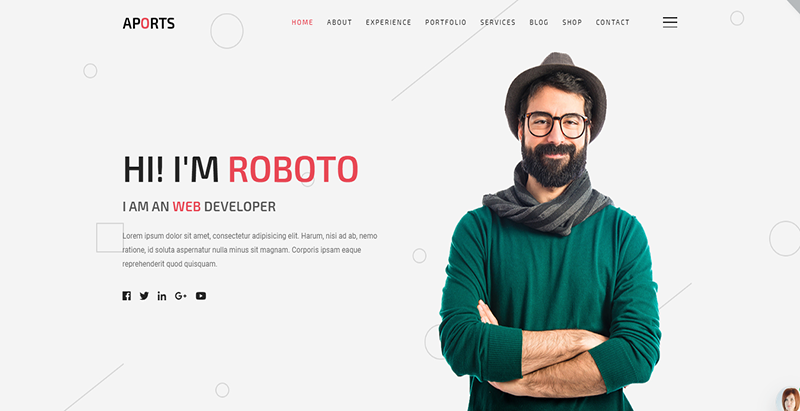 APORTS
HOME ABOUT EXPERIENCE PORTFOLIO SERVICES BLOG SHOP CONTACT
HI! I'M ROBOTO
I AM AN WEB DEVELOPER
Lorem ipsum dolor sit amet, consectetur adipisicing elit. Harum, nisi ad ab, nemo
ratione, id soluta aspernatur nulla minus sit magnam. Corporis ipsam eaque
reprehenderit quod quisquam.